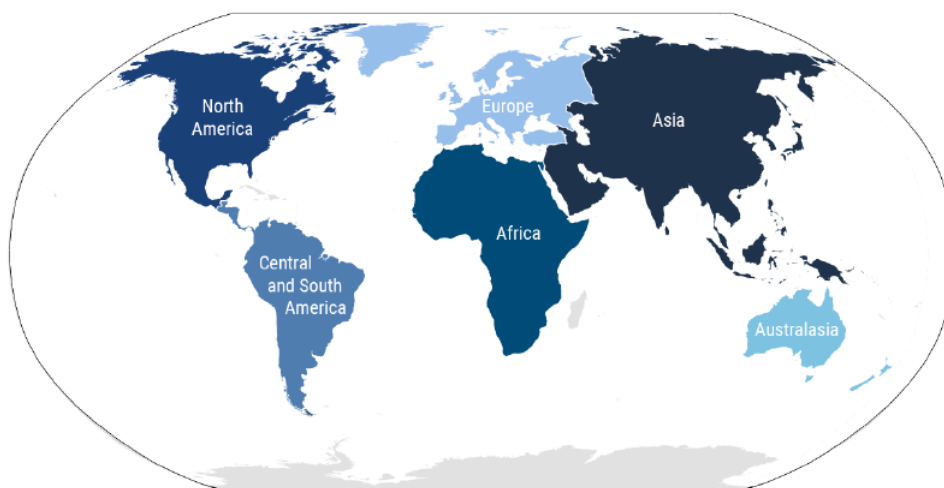 North
America
Europe
Asia
Africa
Central
and South
America
Australasia